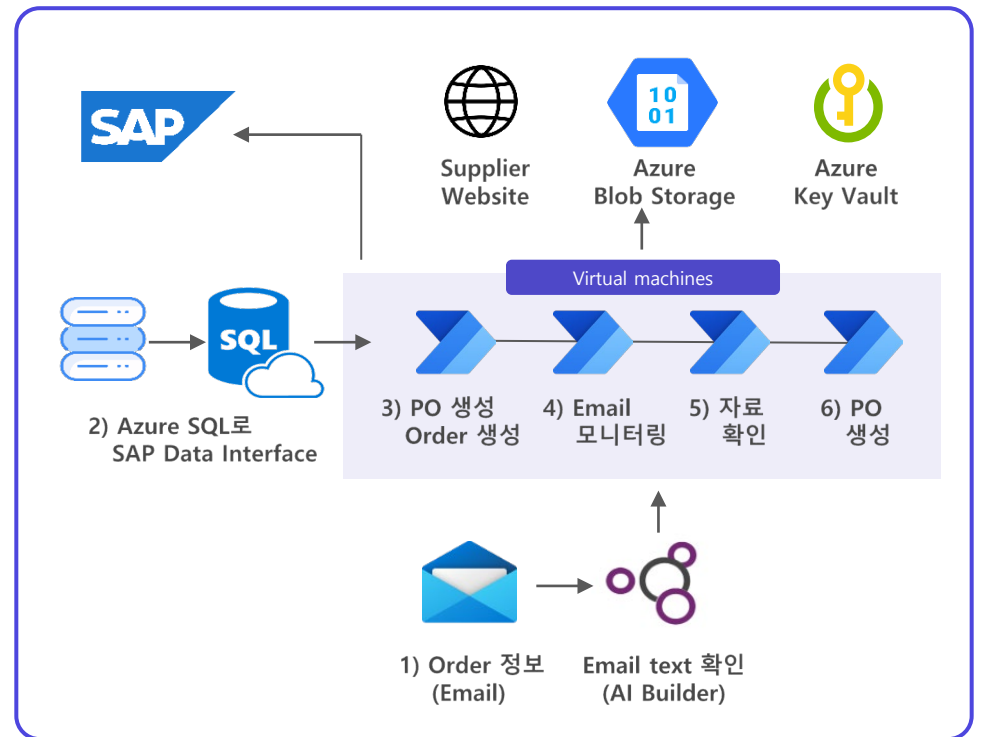 SAP
10
01
Supplier
Website
Azure
Blob Storage
Azure
Key Vault
Virtual machines
SQL
2) Azure SQL로
SAP Data Interface
3) PO 생성
Order 생성
4) Email
모니터링
5) 자료
확인
6) PO
생성
1) Order 정보
(Email)
Email text 확인
(AI Builder)